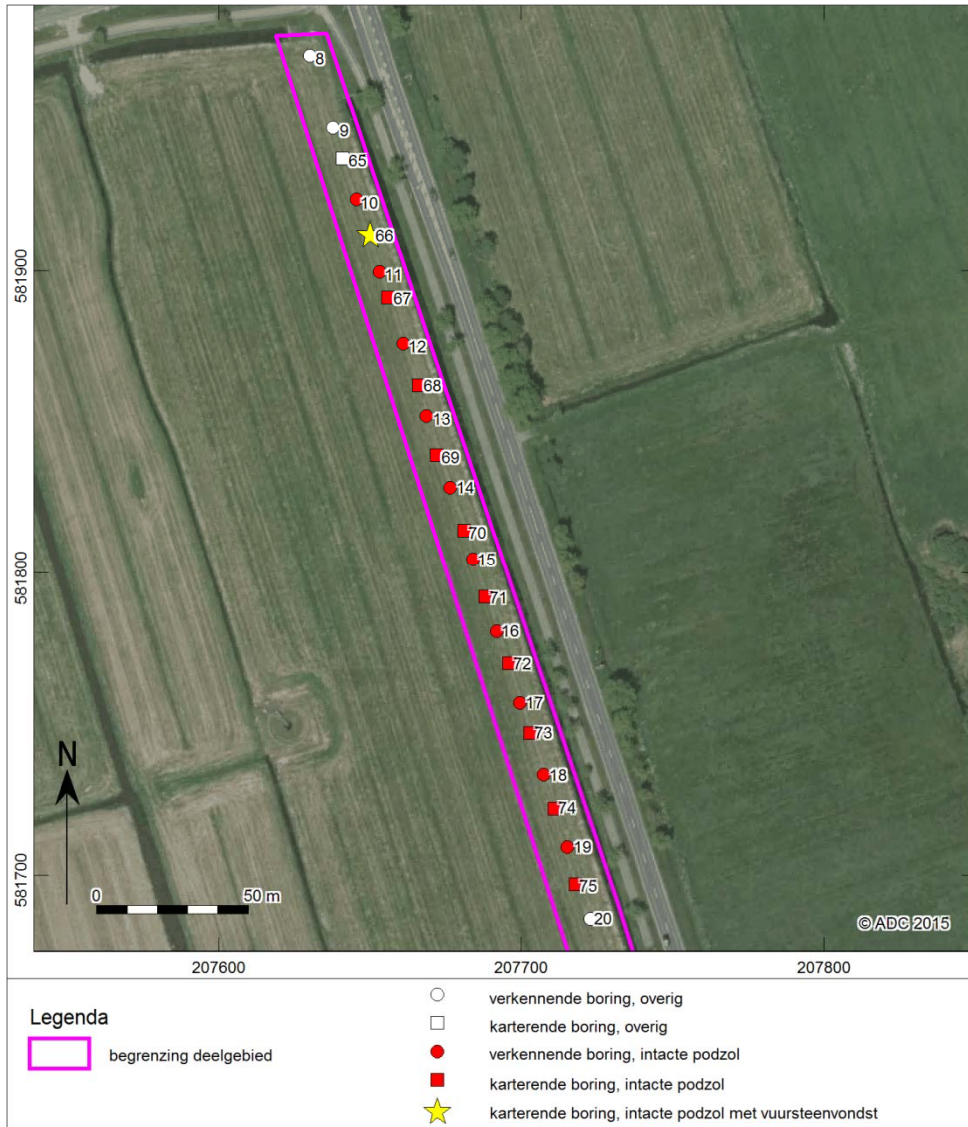 8
9
65
10
66
581900
11
67
12
68
13
69
14
70
15
581800
71
16
72
17
73
N
18
74
19
581700
75
0 50 m
20
© ADC 2015
207600 207700 207800
Legenda
begrenzing deelgebied
verkennende boring, overig
karterende boring, overig
verkennende boring, intacte podzol
karterende boring, intacte podzol
karterende boring, intacte podzol met vuursteenvondst